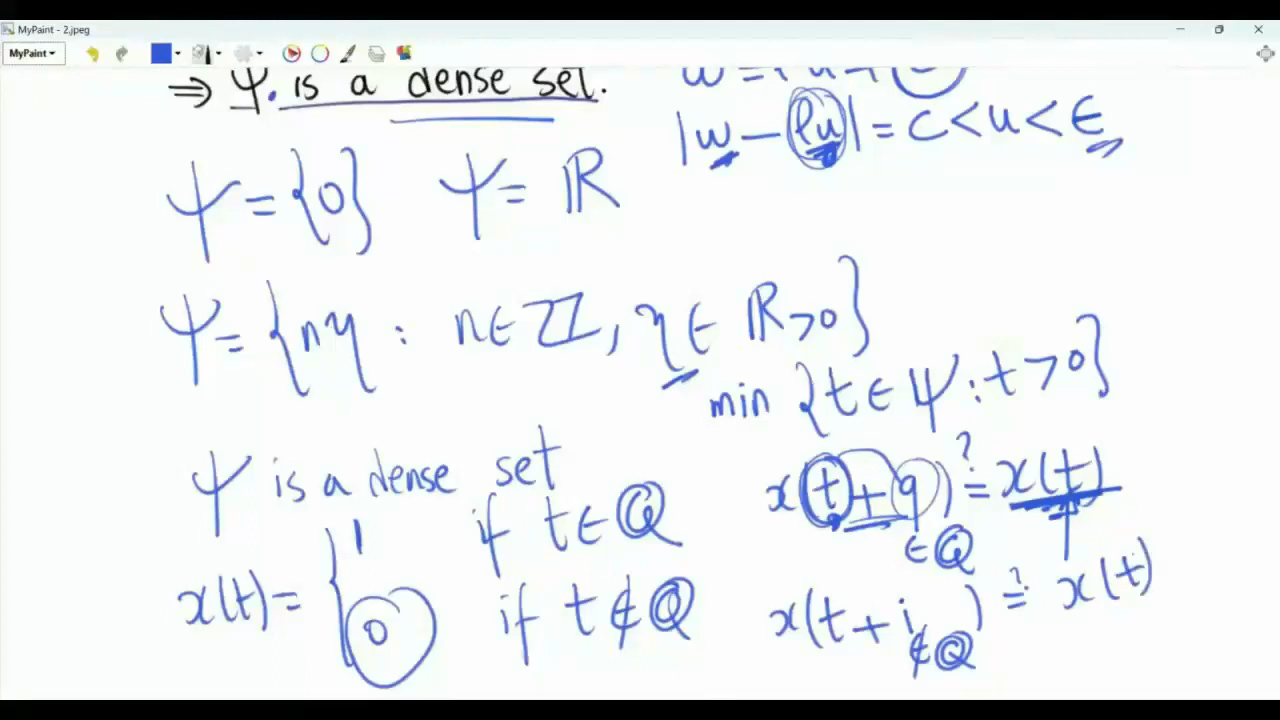 MyPaint - 2.jpeg
MyPaint
⇒ Ψ is a dense set.
|w - ℓu| = c < u < ϵ
Ψ = {0} Ψ = ℝ
Ψ = {nη : n ∈ ℤ, η ∈ ℝ>0}
min {t ∈ Ψ : t > 0}
Ψ is a dense set
x(t + q) ≟ x(t)
∈ ℚ
x(t) = { 1 if t ∈ ℚ
0 if t ∉ ℚ
x(t + i) ≟ x(t)
∉ ℚ